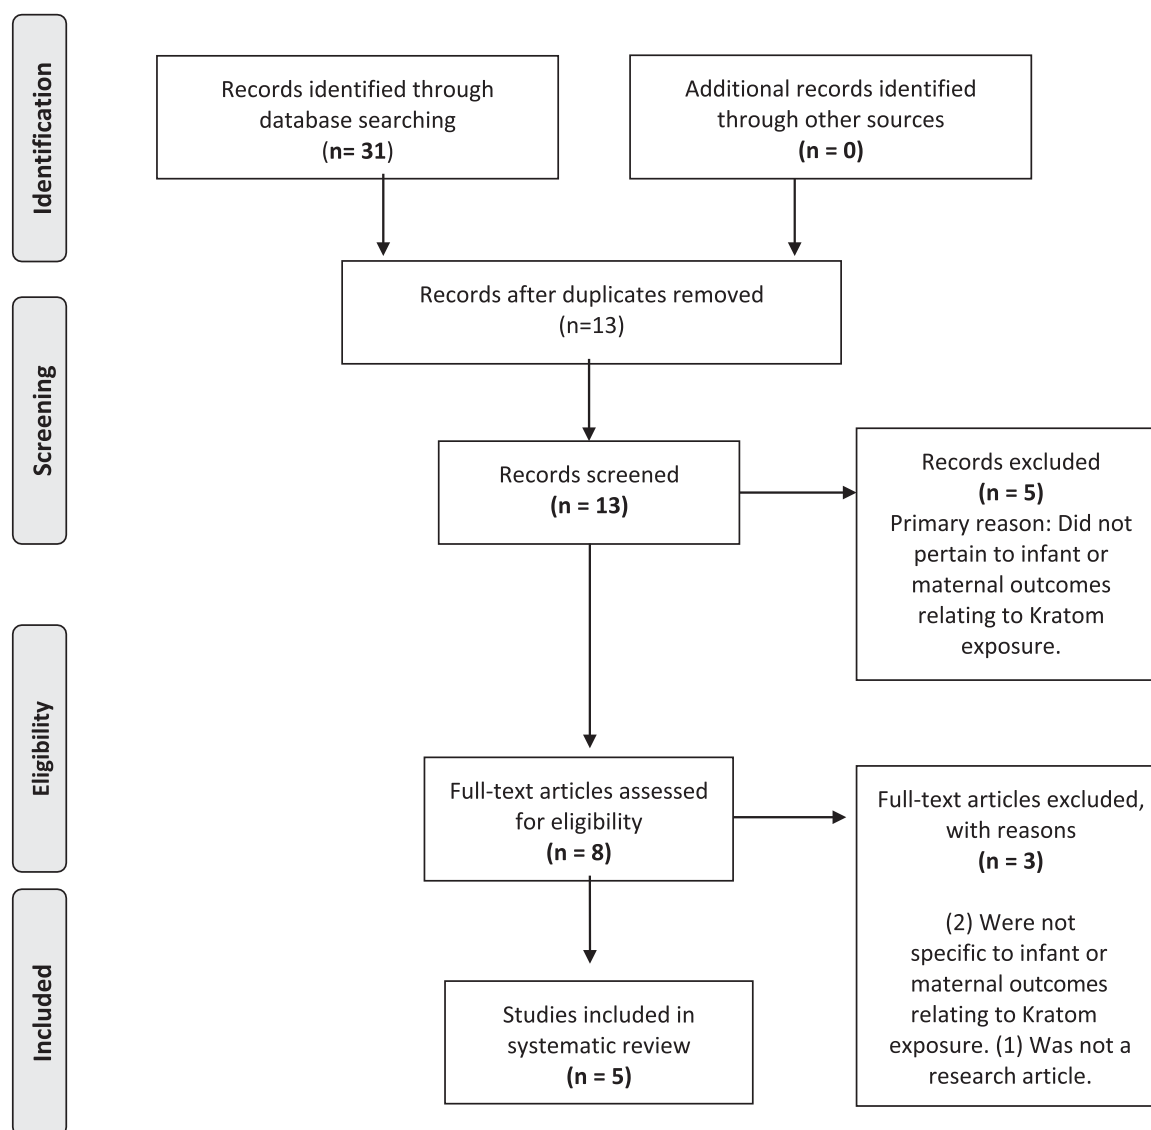 Identification
Records identified through
database searching
(n= 31)
Additional records identified
through other sources
(n = 0)
Records after duplicates removed
(n=13)
Screening
Records screened
(n = 13)
Records excluded
(n = 5)
Primary reason: Did not
pertain to infant or
maternal outcomes
relating to Kratom
exposure.
Eligibility
Full-text articles assessed
for eligibility
(n = 8)
Full-text articles excluded,
with reasons
(n = 3)
(2) Were not
specific to infant or
maternal outcomes
relating to Kratom
exposure. (1) Was not a
research article.
Included
Studies included in
systematic review
(n = 5)